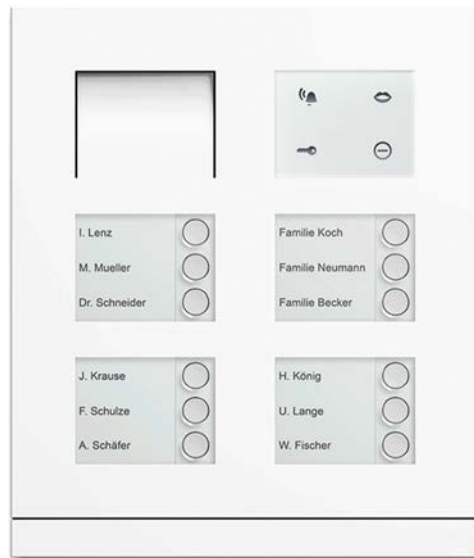 I. Lenz
M. Mueller
Dr. Schneider
Familie Koch
Familie Neumann
Familie Becker
J. Krause
F. Schulze
A. Schäfer
H. König
U. Lange
W. Fischer